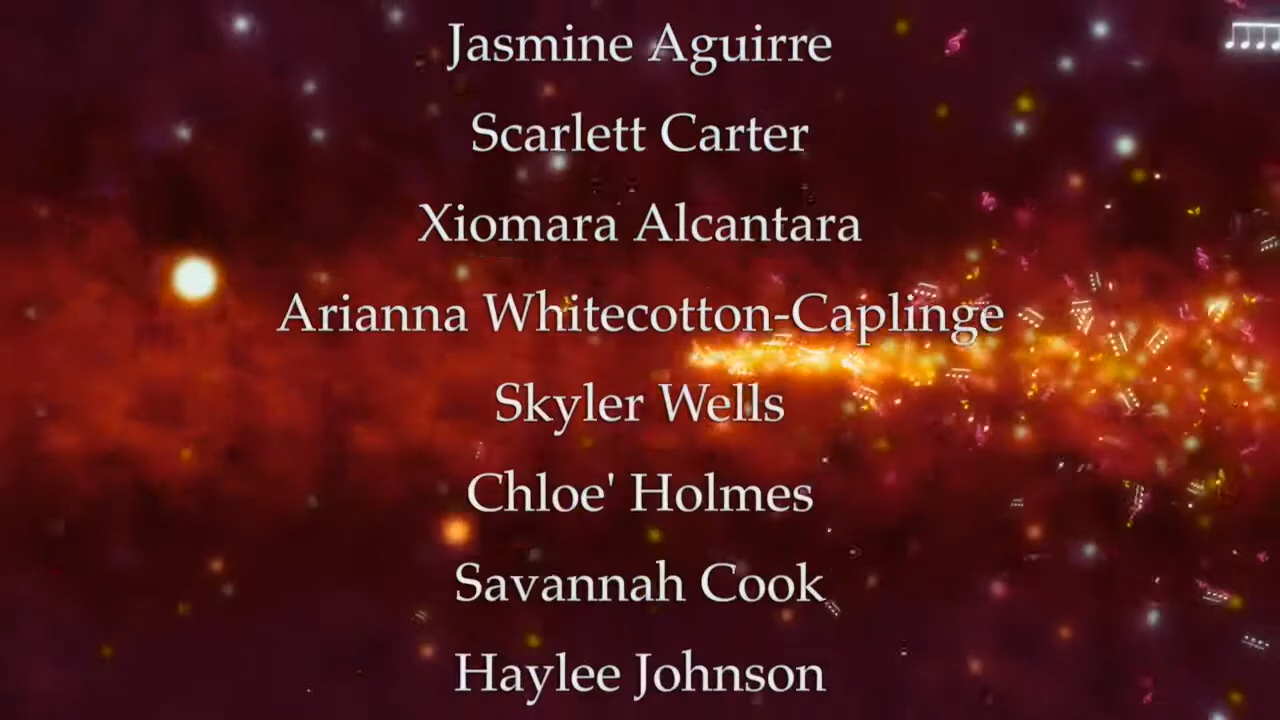 Jasmine Aguirre
Scarlett Carter
Xiomara Alcantara
Arianna Whitecotton-Caplinge
Skyler Wells
Chloe' Holmes
Savannah Cook
Haylee Johnson